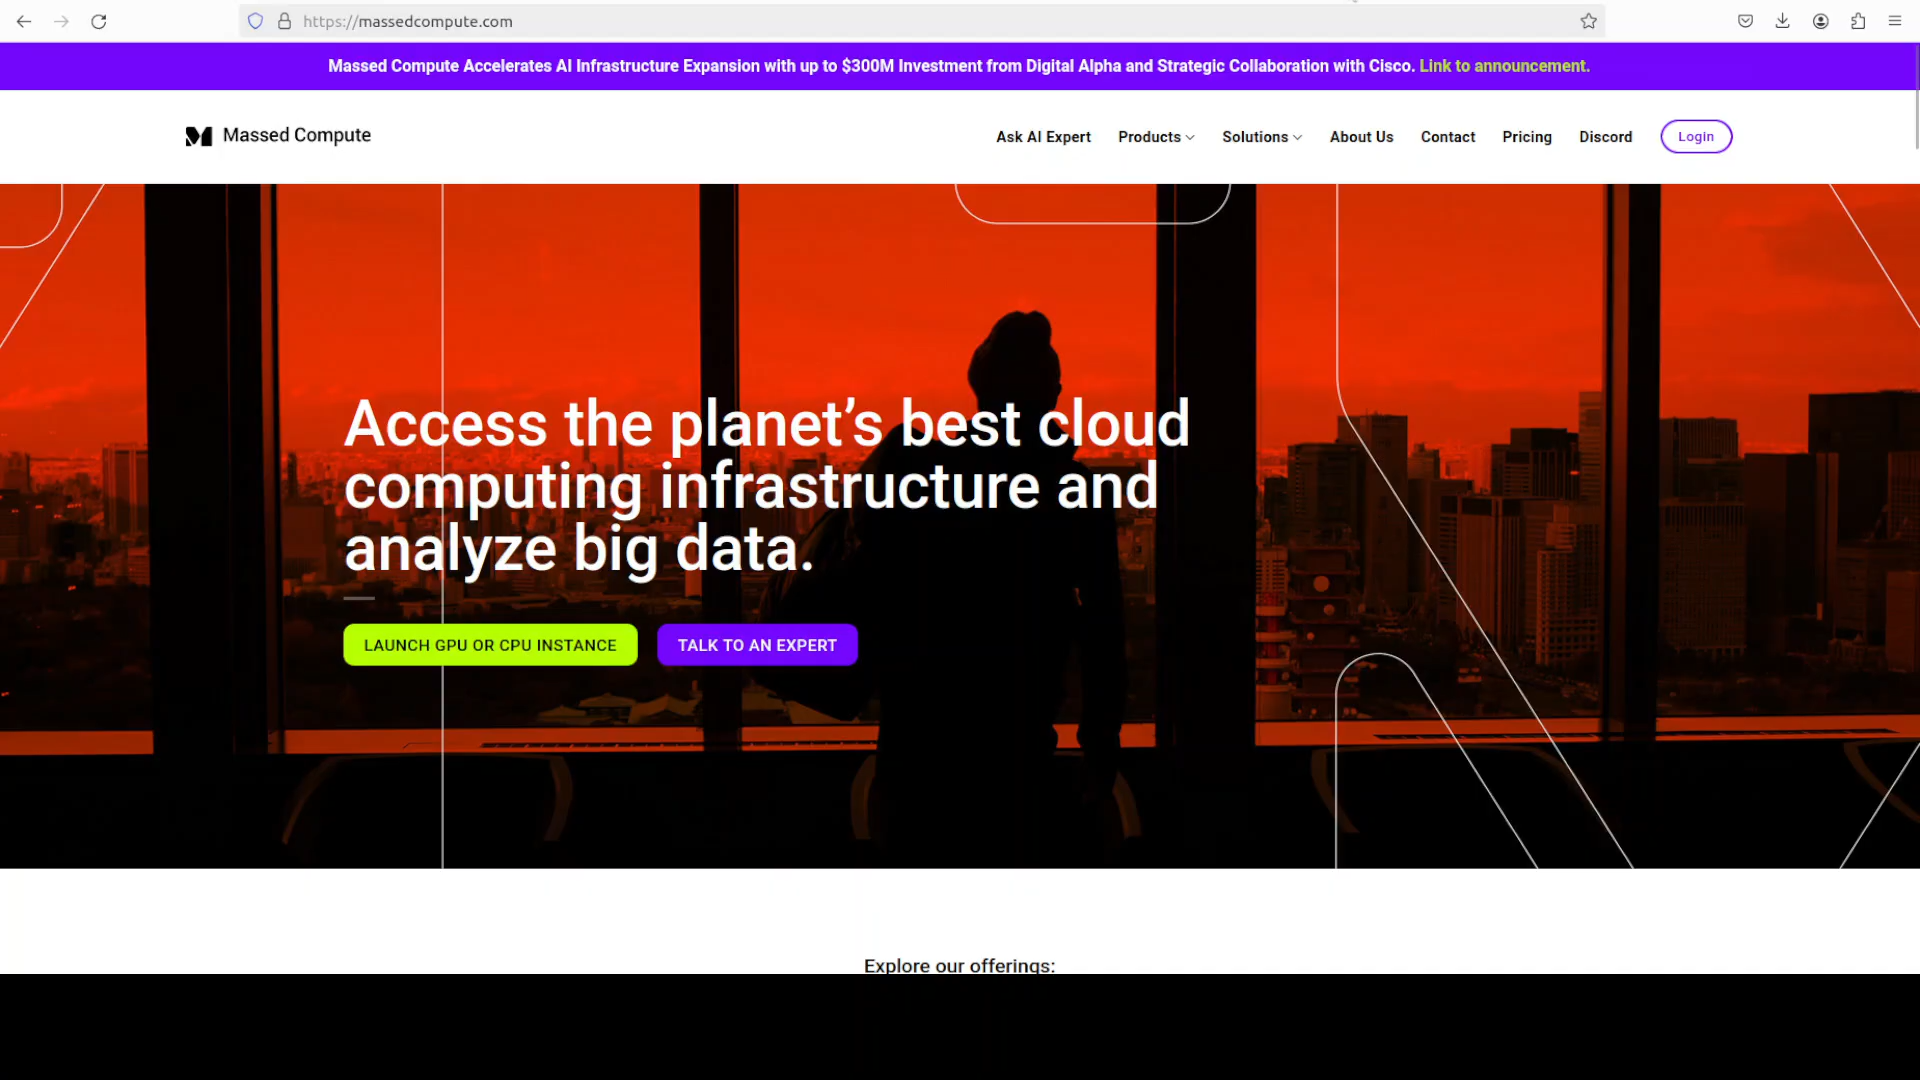 https://massedcompute.com
Massed Compute Accelerates AI Infrastructure Expansion with up to $300M Investment from Digital Alpha and Strategic Collaboration with Cisco. Link to announcement.
Massed Compute
Ask AI Expert
Products
Solutions
About Us
Contact
Pricing
Discord
Login
Access the planet’s best cloud
computing infrastructure and
analyze big data.
LAUNCH GPU OR CPU INSTANCE
TALK TO AN EXPERT
Explore our offerings: